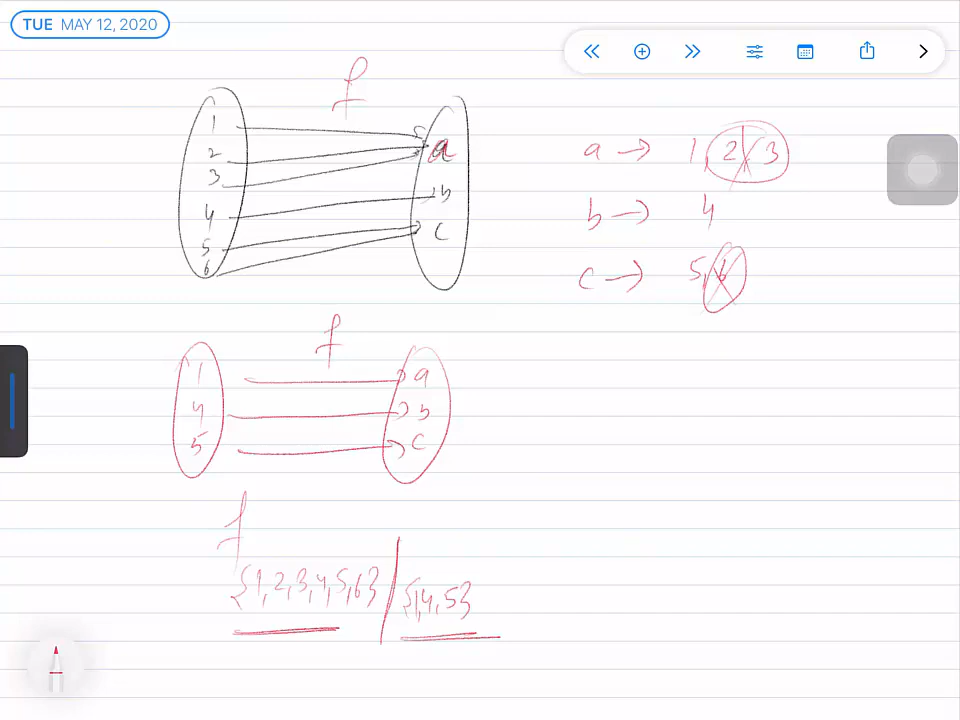 TUE MAY 12, 2020
f
1
2
3
4
5
6
a
b
c
a → 1, 2, 3
b → 4
c → 5, 6
f
1
4
5
a
b
c
f
{1,2,3,4,5,6} | {1,4,5}